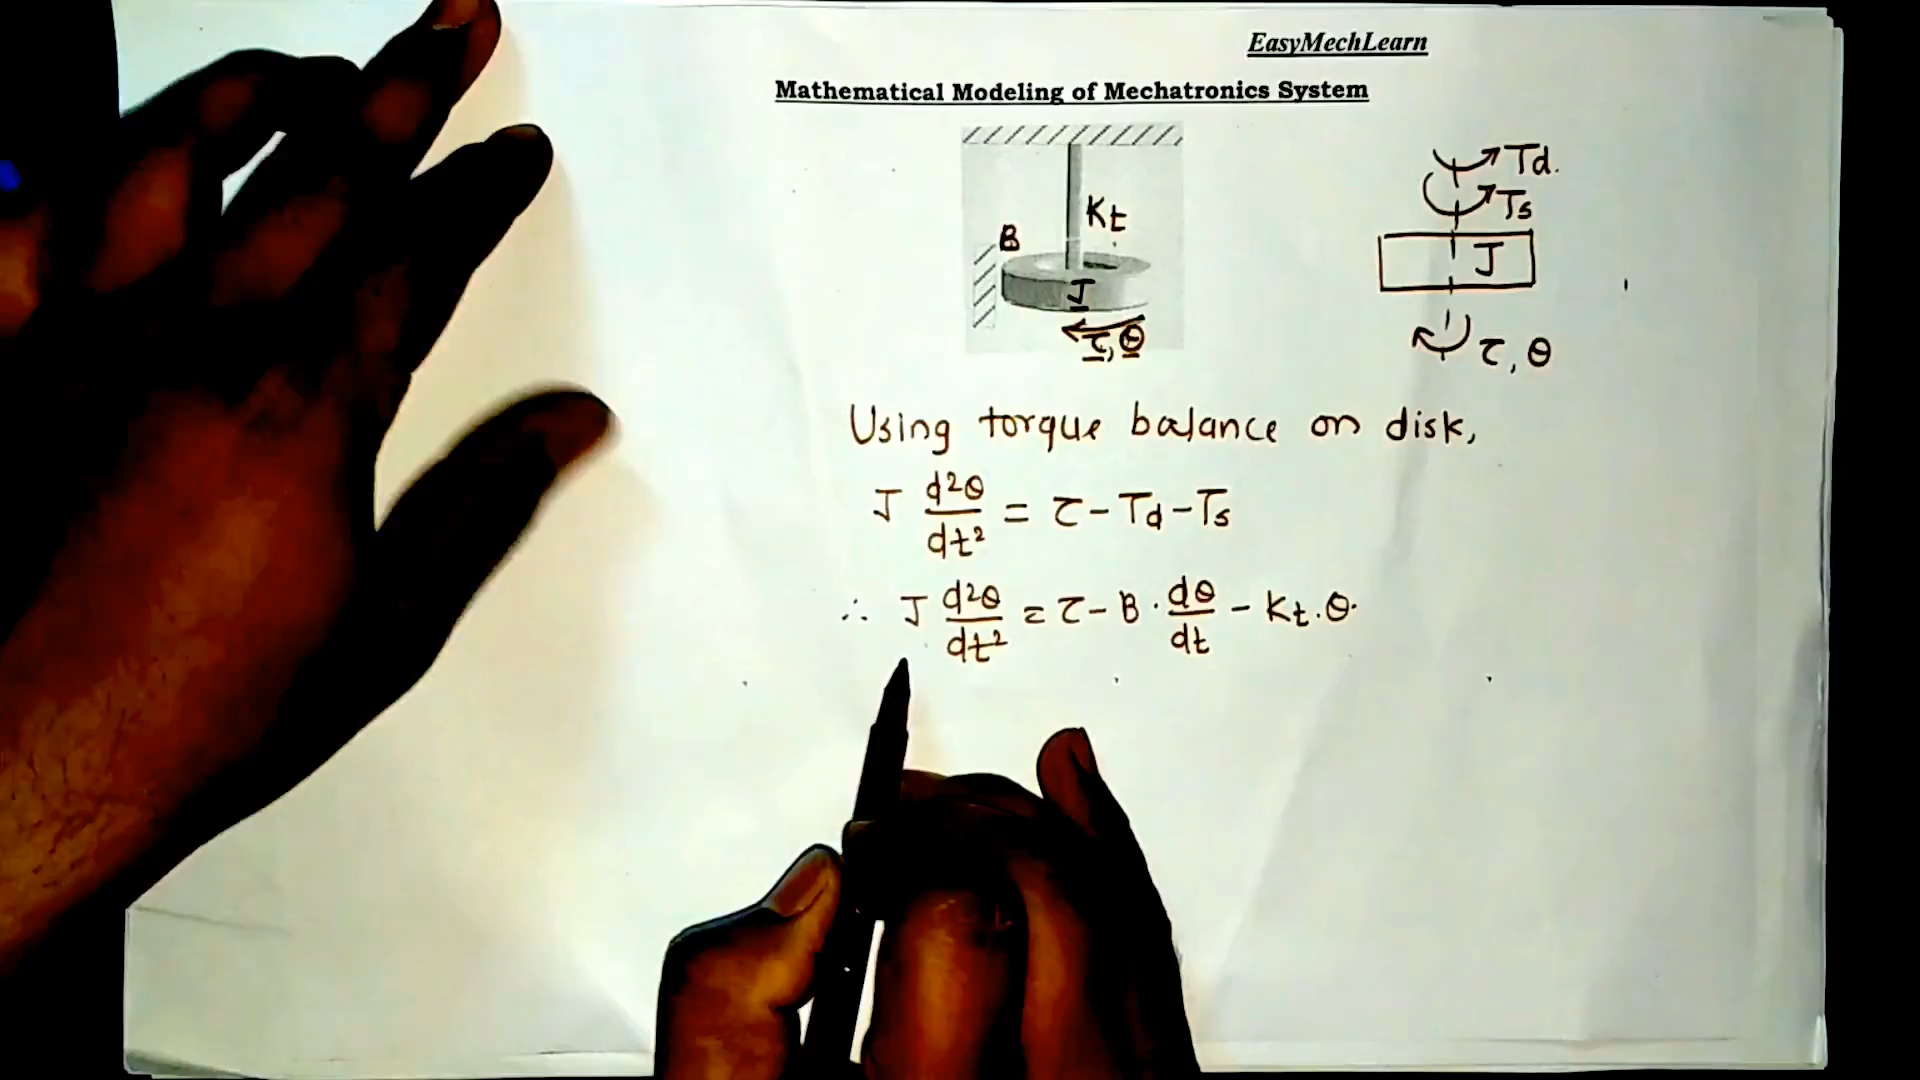 EasyMechLearn
Mathematical Modeling of Mechatronics System
Kt
B
J
τ, θ
Td.
Ts
J
τ, θ
Using torque balance on disk,
J d²θ/dt² = τ - Td - Ts
∴ J d²θ/dt² = τ - B · dθ/dt - Kt . θ.